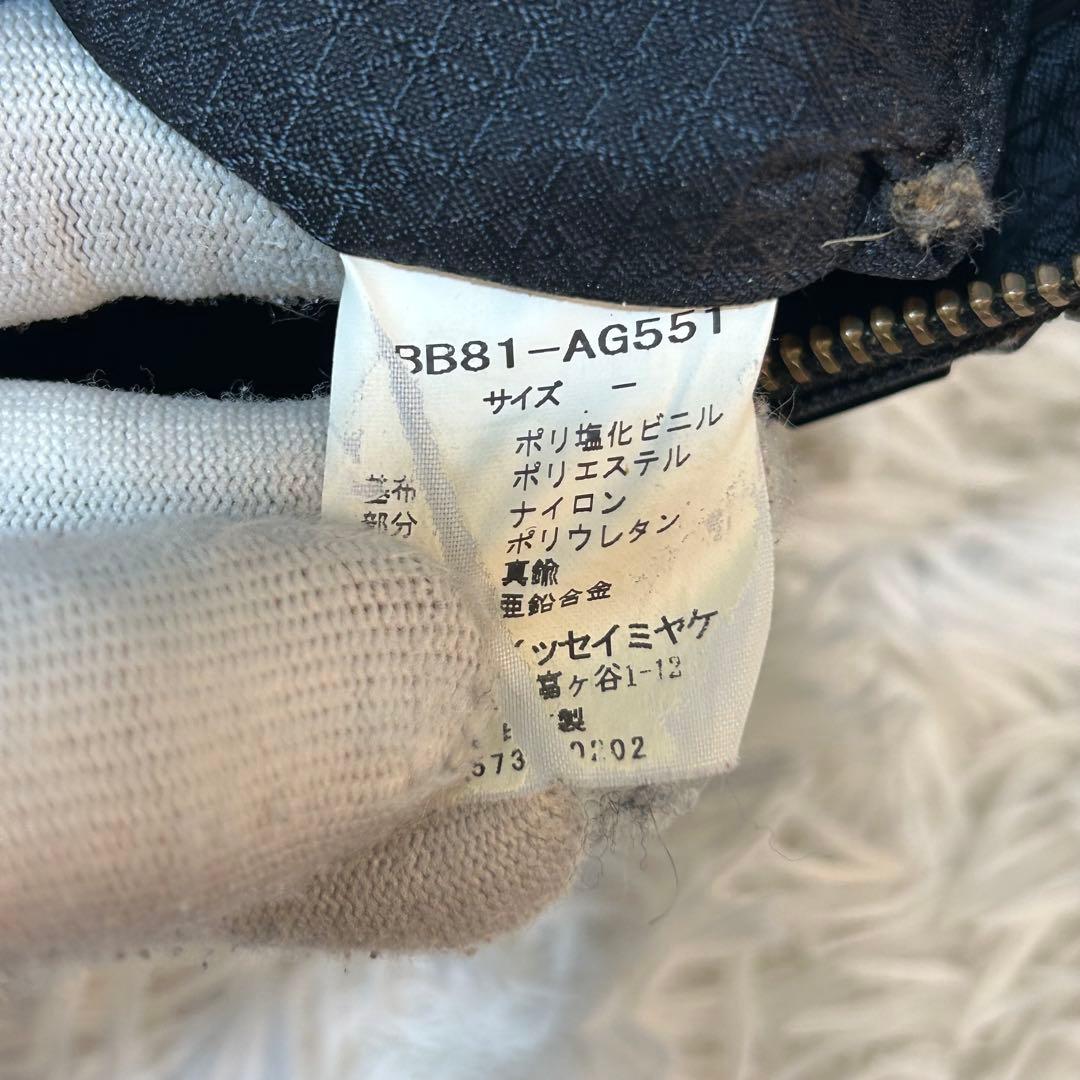 BB81-AG551
サイズ －
ポリ塩化ビニル
ポリエステル
基布 ナイロン
部分 ポリウレタン
真鍮
亜鉛合金
イッセイミヤケ
富ヶ谷1-12
製
573 0202